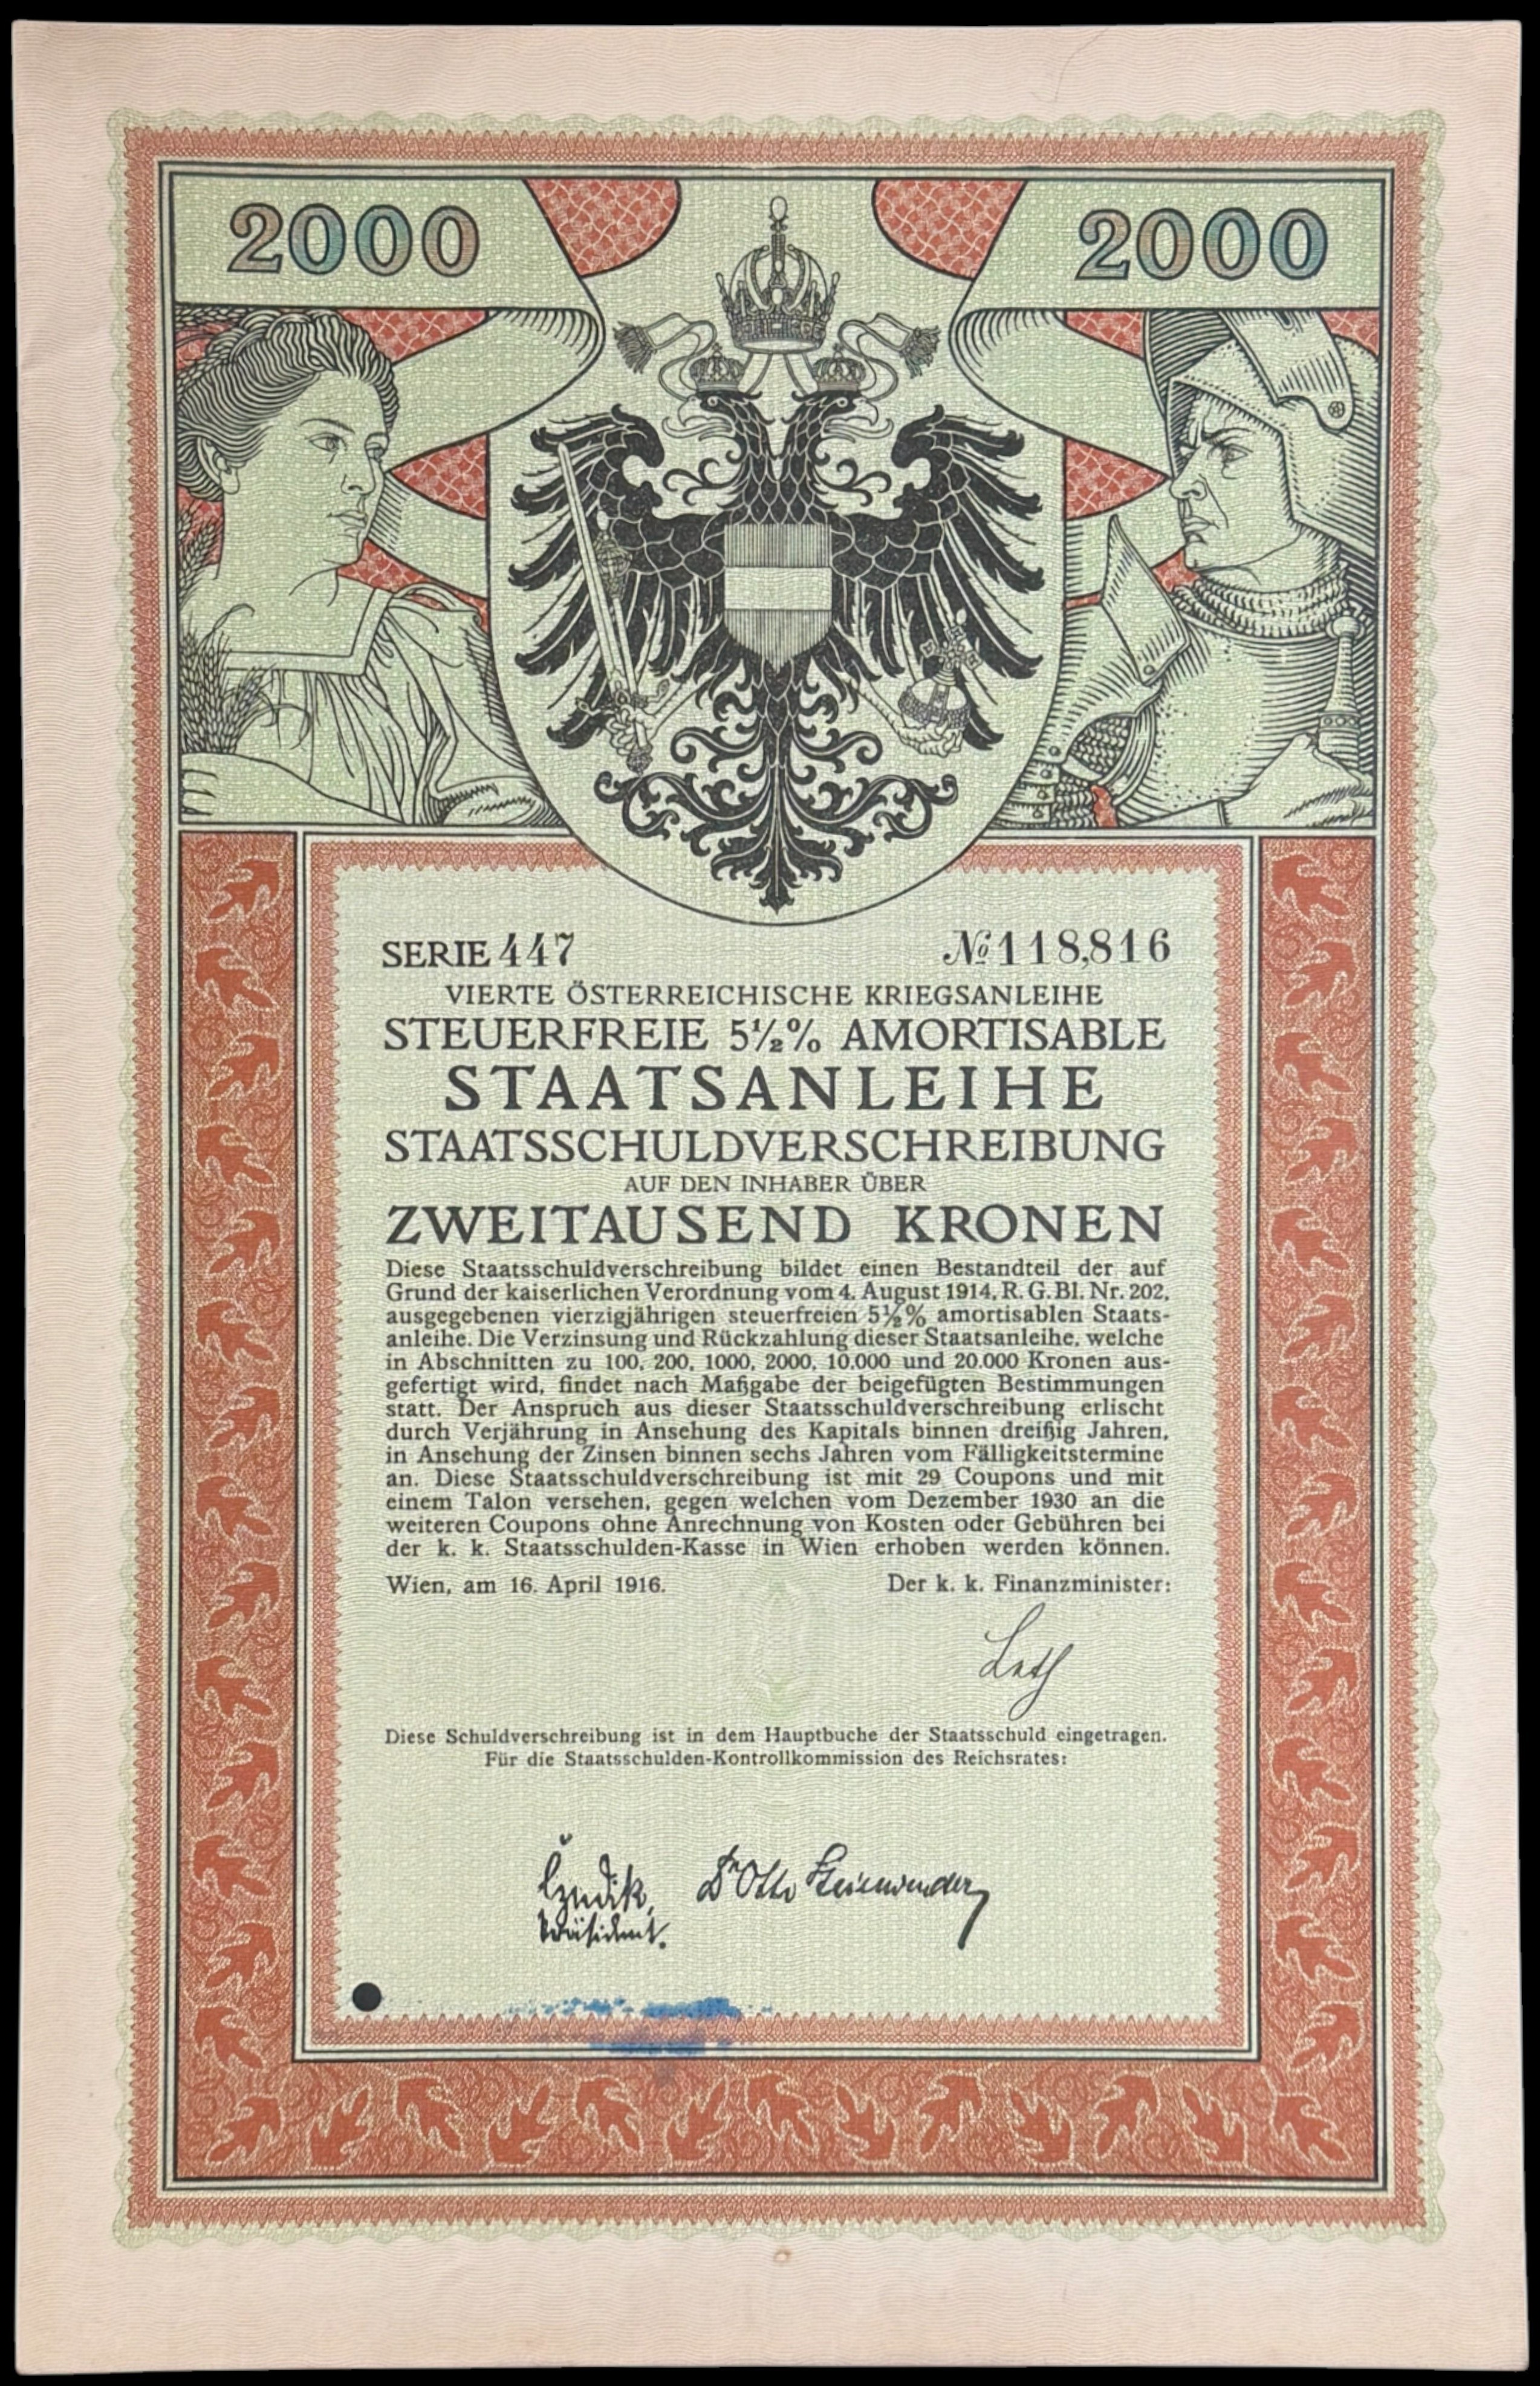 2000 2000
SERIE 447 № 118,816
VIERTE ÖSTERREICHISCHE KRIEGSANLEIHE
STEUERFREIE 5½% AMORTISABLE
STAATSANLEIHE
STAATSSCHULDVERSCHREIBUNG
AUF DEN INHABER ÜBER
ZWEITAUSEND KRONEN
Diese Staatsschuldverschreibung bildet einen Bestandteil der auf
Grund der kaiserlichen Verordnung vom 4. August 1914, R. G. Bl. Nr. 202,
ausgegebenen vierzigjährigen steuerfreien 5½% amortisablen Staats-
anleihe. Die Verzinsung und Rückzahlung dieser Staatsanleihe, welche
in Abschnitten zu 100, 200, 1000, 2000, 10.000 und 20.000 Kronen aus-
gefertigt wird, findet nach Maßgabe der beigefügten Bestimmungen
statt. Der Anspruch aus dieser Staatsschuldverschreibung erlischt
durch Verjährung in Ansehung des Kapitals binnen dreißig Jahren,
in Ansehung der Zinsen binnen sechs Jahren vom Fälligkeitstermine
an. Diese Staatsschuldverschreibung ist mit 29 Coupons und mit
einem Talon versehen, gegen welchen vom Dezember 1930 an die
weiteren Coupons ohne Anrechnung von Kosten oder Gebühren bei
der k. k. Staatsschulden-Kasse in Wien erhoben werden können.
Wien, am 16. April 1916. Der k. k. Finanzminister:
Leth
Diese Schuldverschreibung ist in dem Hauptbuche der Staatsschuld eingetragen.
Für die Staatsschulden-Kontrollkommission des Reichsrates:
Dr Otto Steinwender
Präsident.